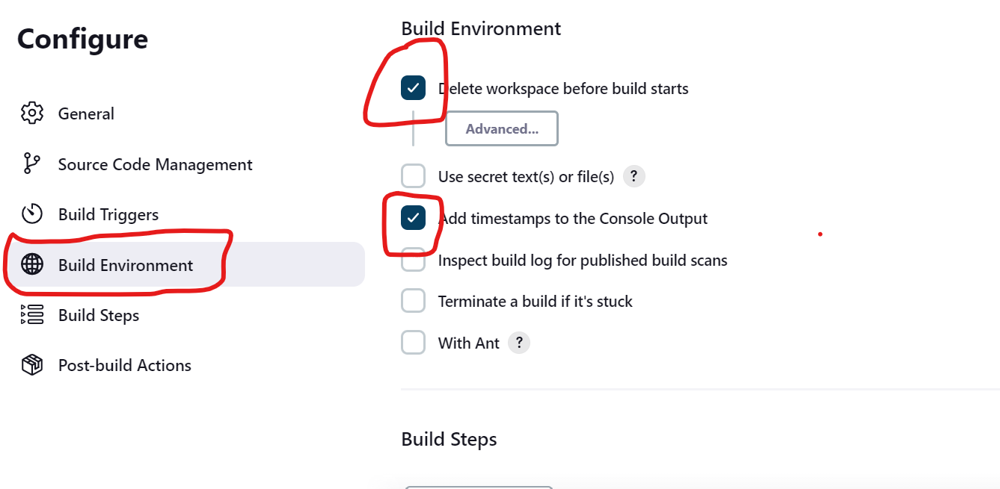 Configure
General
Source Code Management
Build Triggers
Build Environment
Build Steps
Post-build Actions
Build Environment
Delete workspace before build starts
Advanced...
Use secret text(s) or file(s) ?
Add timestamps to the Console Output
Inspect build log for published build scans
Terminate a build if it's stuck
With Ant ?
Build Steps